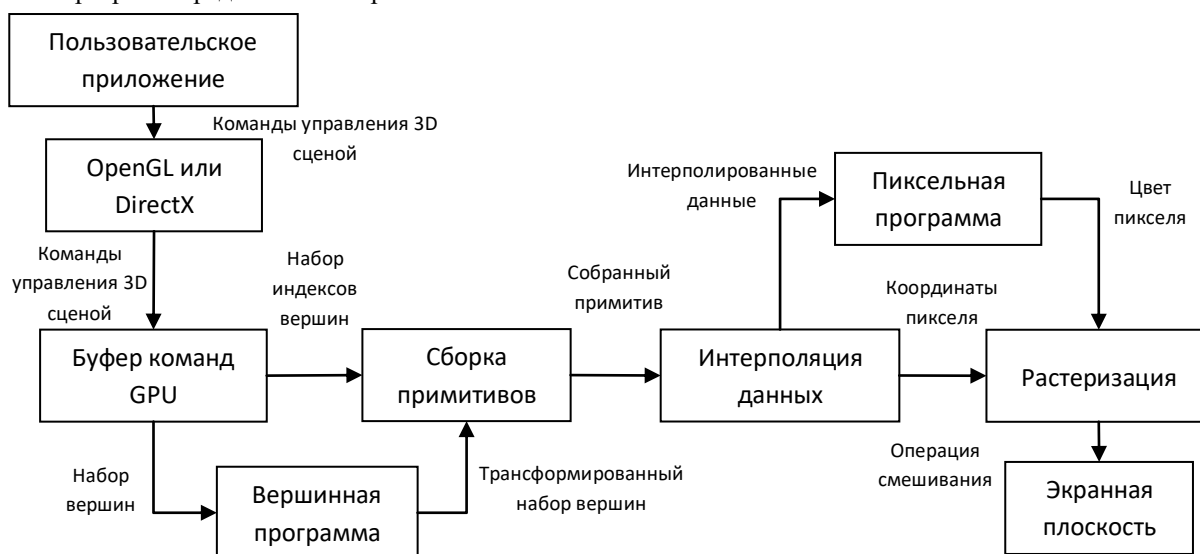 Пользовательское
приложение
Команды управления 3D
сценой
OpenGL или
DirectX
Команды
управления 3D
сценой
Буфер команд
GPU
Набор
индексов
вершин
Набор
вершин
Вершинная
программа
Трансформированный
набор вершин
Сборка
примитивов
Собранный
примитив
Интерполяция
данных
Интерполированные
данные
Пиксельная
программа
Цвет
пикселя
Координаты
пикселя
Растеризация
Операция
смешивания
Экранная
плоскость